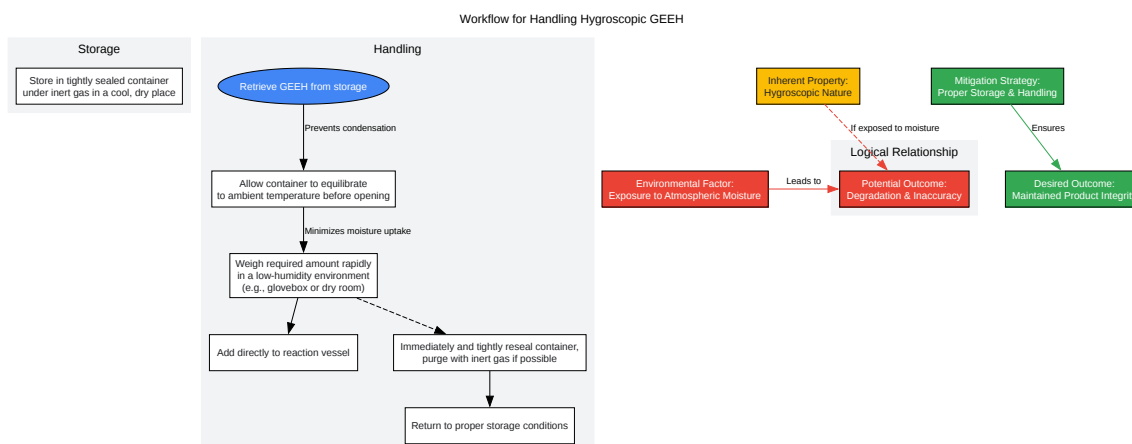 Workflow for Handling Hygroscopic GEEH
Storage
Store in tightly sealed container
under inert gas in a cool, dry place
Handling
Retrieve GEEH from storage
Prevents condensation
Allow container to equilibrate
to ambient temperature before opening
Minimizes moisture uptake
Weigh required amount rapidly
in a low-humidity environment
(e.g., glovebox or dry room)
Add directly to reaction vessel
Immediately and tightly reseal container,
purge with inert gas if possible
Return to proper storage conditions
Inherent Property:
Hygroscopic Nature
Mitigation Strategy:
Proper Storage & Handling
If exposed to moisture
Ensures
Logical Relationship
Environmental Factor:
Exposure to Atmospheric Moisture
Leads to
Potential Outcome:
Degradation & Inaccuracy
Desired Outcome:
Maintained Product Integrity